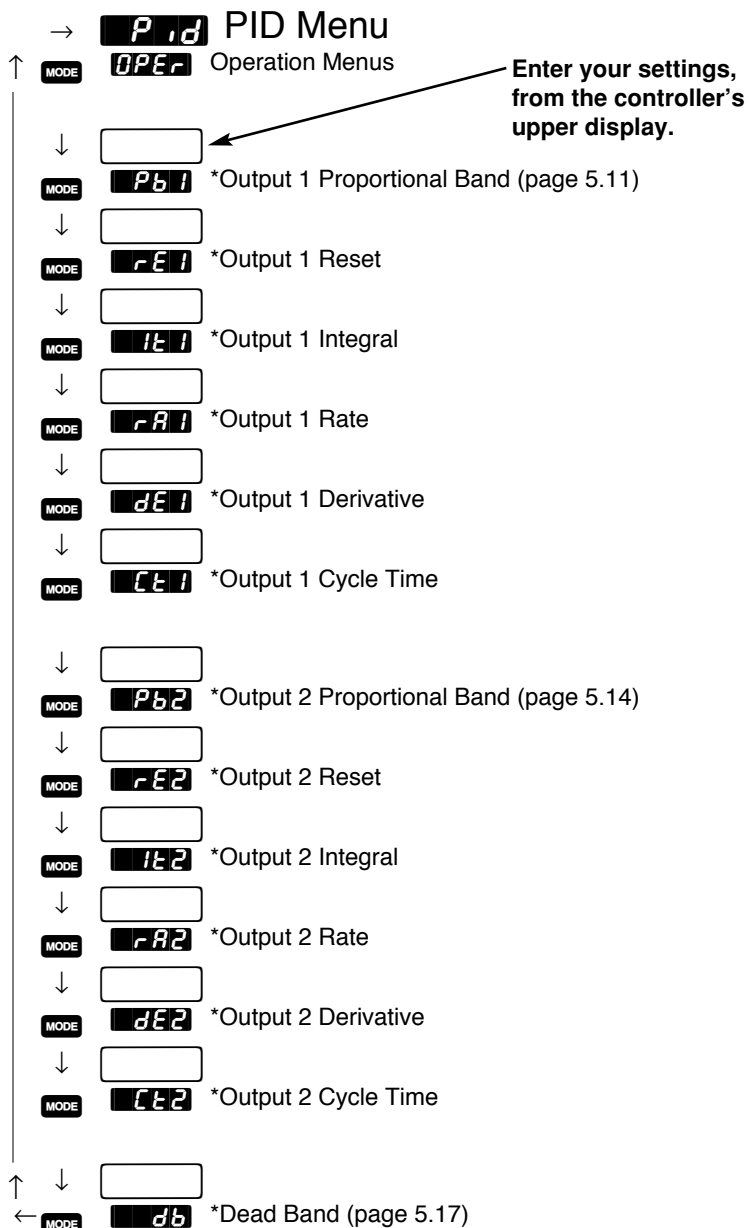 → Pid PID Menu
↑ MODE OPEr Operation Menus
Enter your settings,
from the controller's
upper display.
↓
MODE Pb1 *Output 1 Proportional Band (page 5.11)
↓
MODE rE1 *Output 1 Reset
↓
MODE It1 *Output 1 Integral
↓
MODE rA1 *Output 1 Rate
↓
MODE dE1 *Output 1 Derivative
↓
MODE Ct1 *Output 1 Cycle Time
↓
MODE Pb2 *Output 2 Proportional Band (page 5.14)
↓
MODE rE2 *Output 2 Reset
↓
MODE It2 *Output 2 Integral
↓
MODE rA2 *Output 2 Rate
↓
MODE dE2 *Output 2 Derivative
↓
MODE Ct2 *Output 2 Cycle Time
↑ ↓
← MODE db *Dead Band (page 5.17)